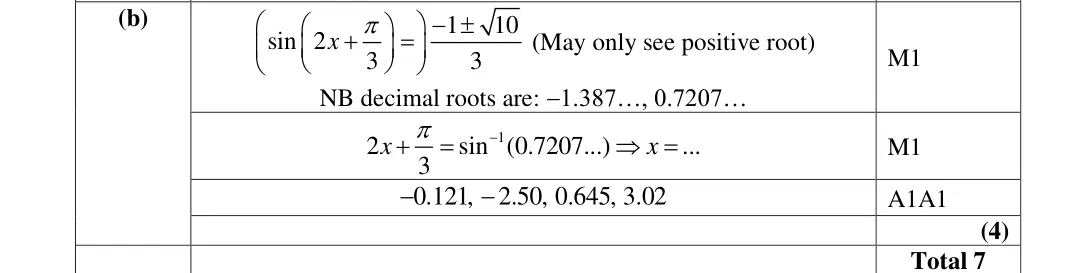 (b)
(sin(2x + π/3) =) (−1 ± √10)/3 (May only see positive root)
M1
NB decimal roots are: −1.387…, 0.7207…
2x + π/3 = sin⁻¹(0.7207...) ⇒ x = ...
M1
−0.121, −2.50, 0.645, 3.02
A1A1
(4)
Total 7